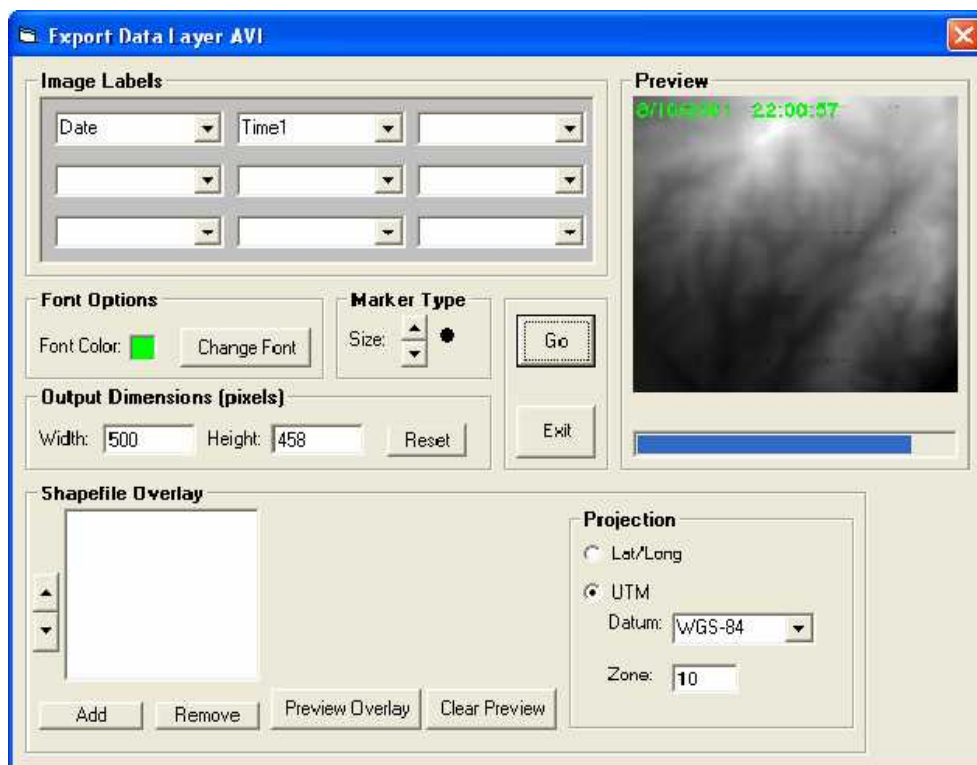 Export Data Layer AVI
Image Labels
Date Time1
Font Options
Font Color: Change Font
Marker Type
Size:
Output Dimensions (pixels)
Width: 500 Height: 458 Reset
Go
Exit
Preview
22:00:57
Shapefile Overlay
Add Remove Preview Overlay Clear Preview
Projection
Lat/Long
UTM
Datum: WGS-84
Zone: 10